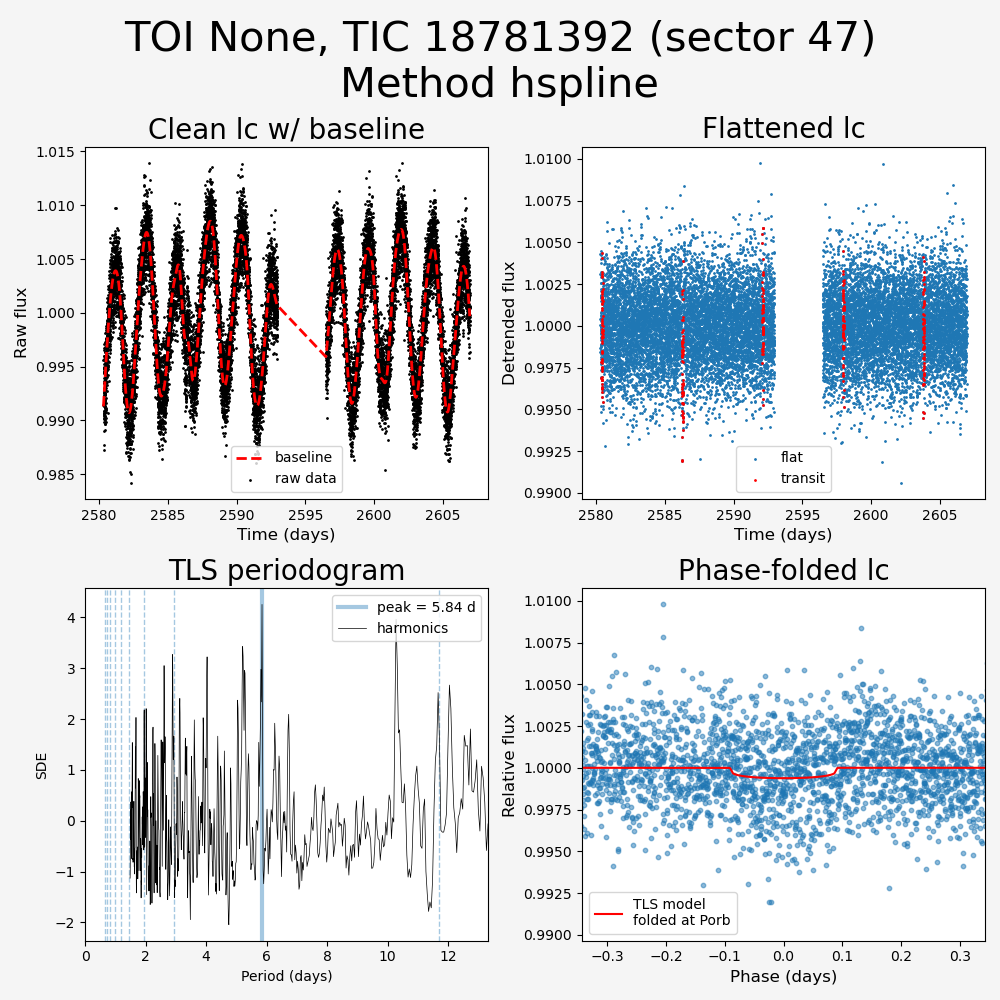 TOI None, TIC 18781392 (sector 47)
Method hspline
Clean lc w/ baseline
Raw flux
1.015
1.010
1.005
1.000
0.995
0.990
0.985
baseline
raw data
2580 2585 2590 2595 2600 2605
Time (days)
Flattened lc
Detrended flux
1.0100
1.0075
1.0050
1.0025
1.0000
0.9975
0.9950
0.9925
0.9900
flat
transit
2580 2585 2590 2595 2600 2605
Time (days)
TLS periodogram
SDE
4
3
2
1
0
−1
−2
peak = 5.84 d
harmonics
0 2 4 6 8 10 12
Period (days)
Phase-folded lc
Relative flux
1.0100
1.0075
1.0050
1.0025
1.0000
0.9975
0.9950
0.9925
0.9900
TLS model
folded at Porb
−0.3 −0.2 −0.1 0.0 0.1 0.2 0.3
Phase (days)